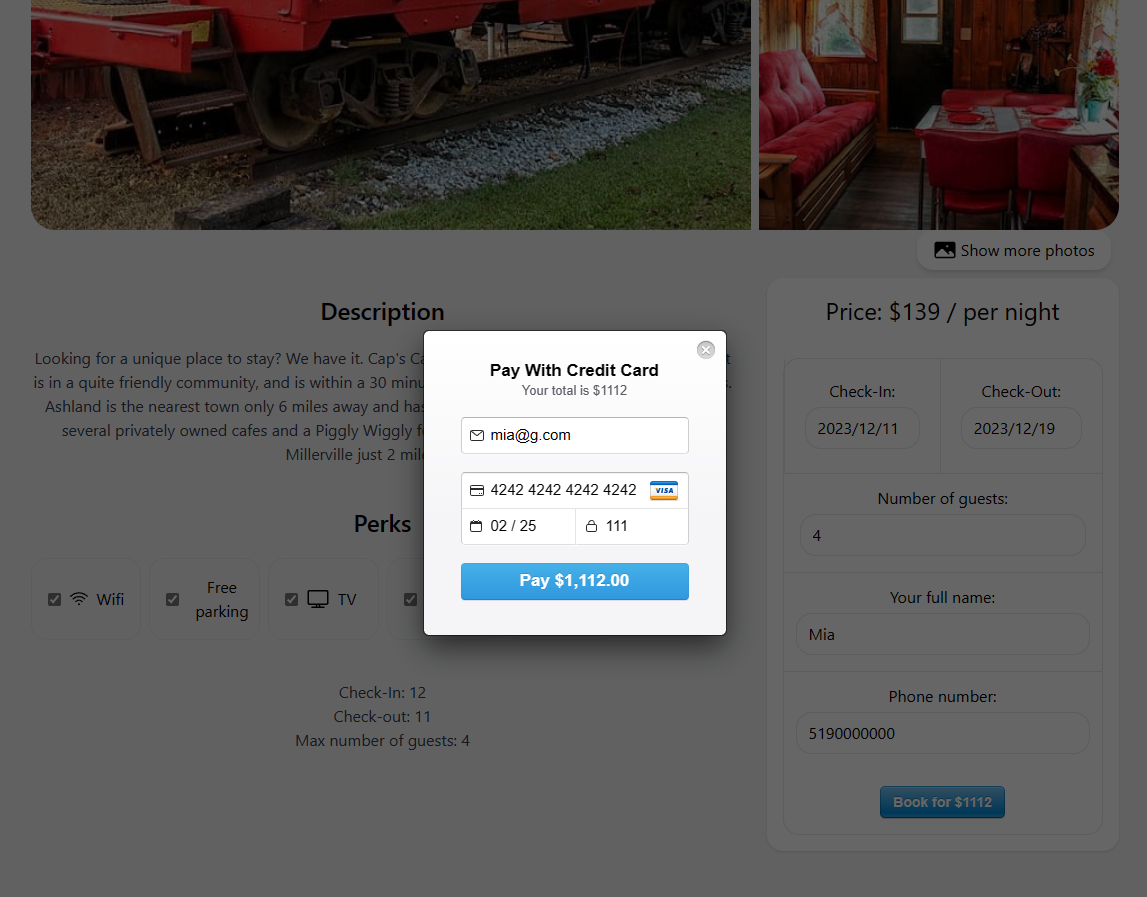 Show more photos
Description
Looking for a unique place to stay? We have it. Cap's Ca
is in a quite friendly community, and is within a 30 minu
Ashland is the nearest town only 6 miles away and has
several privately owned cafes and a Piggly Wiggly f
Millerville just 2 mil
Perks
Wifi
Free
parking
TV
Check-In: 12
Check-out: 11
Max number of guests: 4
Pay With Credit Card
Your total is $1112
mia@g.com
4242 4242 4242 4242 VISA
02 / 25 111
Pay $1,112.00
Price: $139 / per night
Check-In: Check-Out:
2023/12/11 2023/12/19
Number of guests:
4
Your full name:
Mia
Phone number:
5190000000
Book for $1112